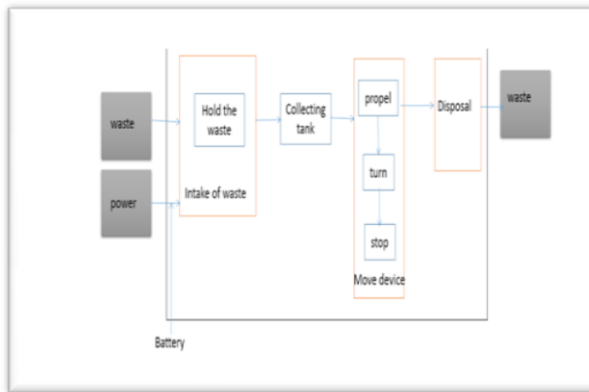 waste
power
Battery
Hold the
waste
Intake of waste
Collecting
tank
propel
turn
stop
Move device
Disposal
waste